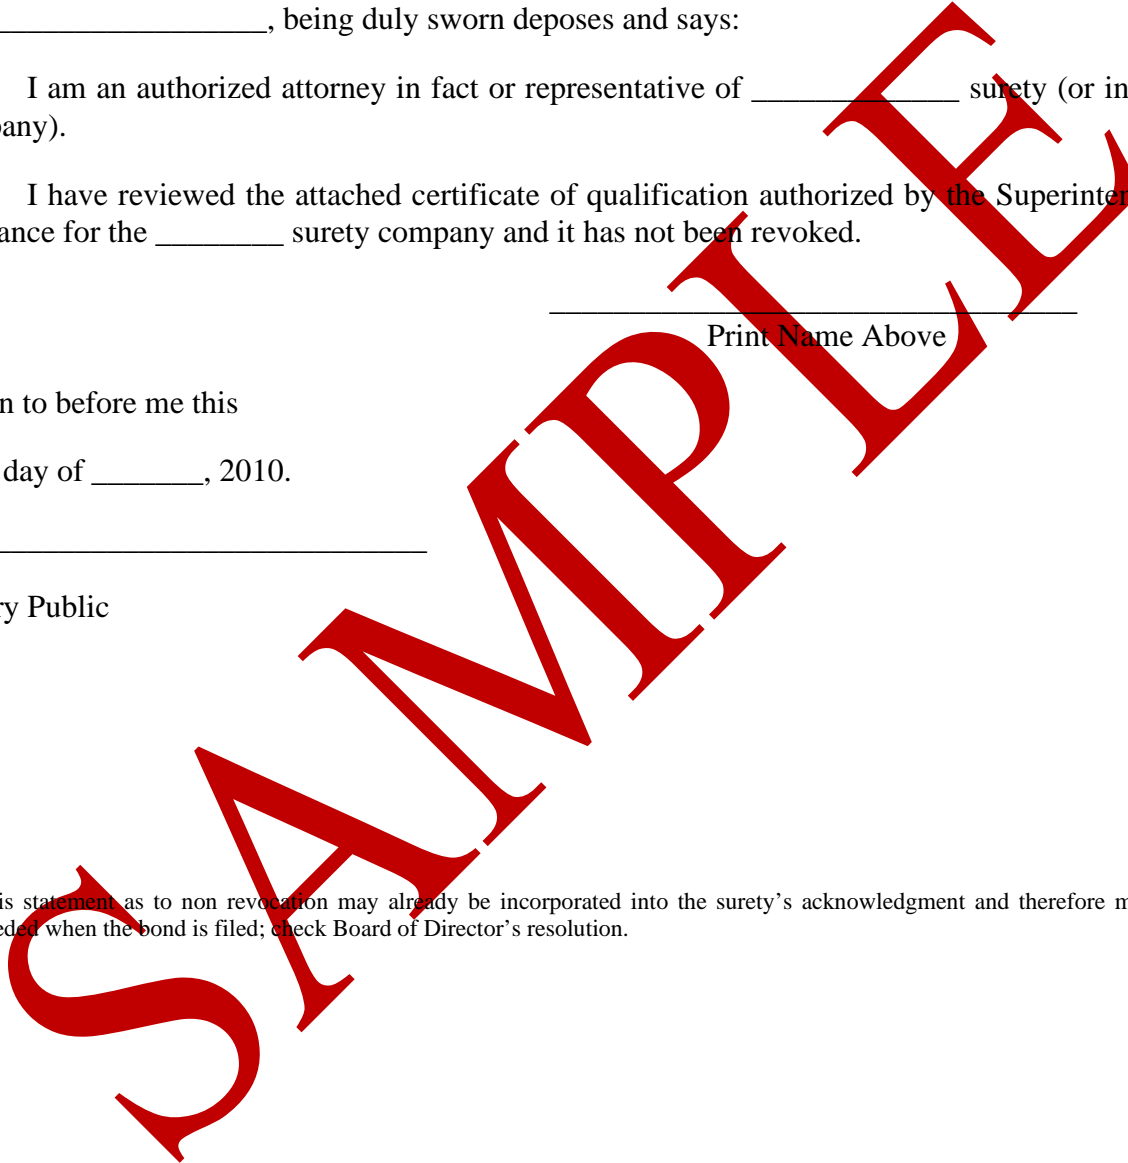 __________________, being duly sworn deposes and says:
I am an authorized attorney in fact or representative of _____________ surety (or in
pany).
I have reviewed the attached certificate of qualification authorized by the Superinten
ance for the ________ surety company and it has not been revoked.
_________________________________
Print Name Above
n to before me this
day of _______, 2010.
___________________________
ry Public
is statement as to non revocation may already be incorporated into the surety’s acknowledgment and therefore m
eded when the bond is filed; check Board of Director’s resolution.
SAMPLE